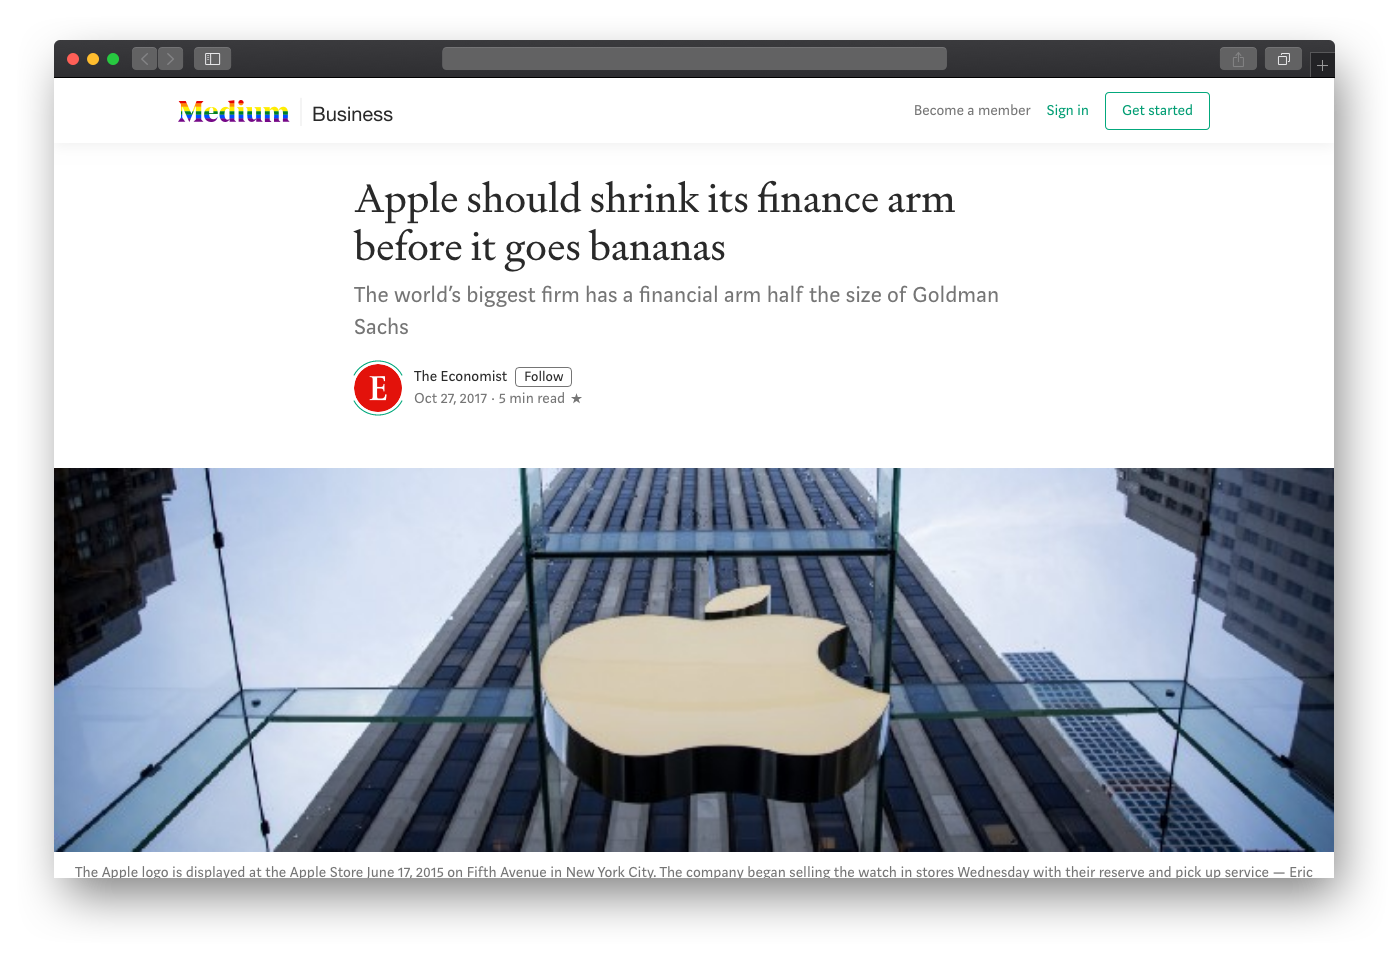 Medium Business
Become a member Sign in Get started
Apple should shrink its finance arm
before it goes bananas
The world’s biggest firm has a financial arm half the size of Goldman
Sachs
E
The Economist Follow
Oct 27, 2017 · 5 min read ★
The Apple logo is displayed at the Apple Store June 17, 2015 on Fifth Avenue in New York City. The company began selling the watch in stores Wednesday with their reserve and pick up service — Eric